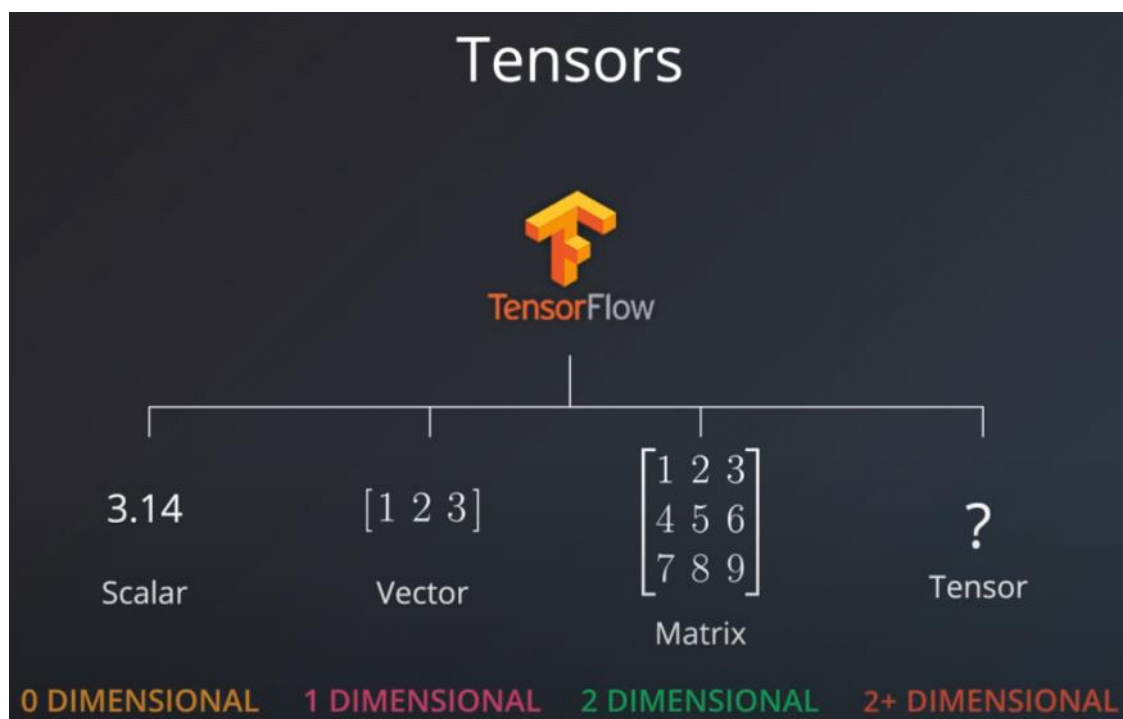 Tensors
TensorFlow
3.14
Scalar
[1 2 3]
Vector
1 2 3
4 5 6
7 8 9
Matrix
?
Tensor
0 DIMENSIONAL
1 DIMENSIONAL
2 DIMENSIONAL
2+ DIMENSIONAL